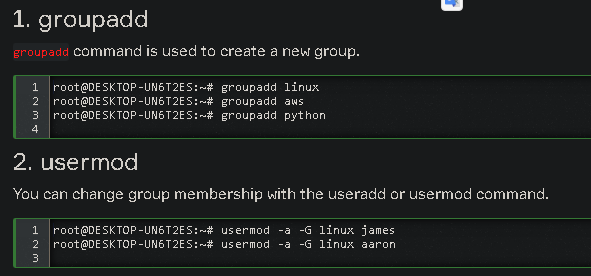 1. groupadd
groupadd command is used to create a new group.
1 root@DESKTOP-UN6T2ES:~# groupadd linux
2 root@DESKTOP-UN6T2ES:~# groupadd aws
3 root@DESKTOP-UN6T2ES:~# groupadd python
4
2. usermod
You can change group membership with the useradd or usermod command.
1 root@DESKTOP-UN6T2ES:~# usermod -a -G linux james
2 root@DESKTOP-UN6T2ES:~# usermod -a -G linux aaron
3